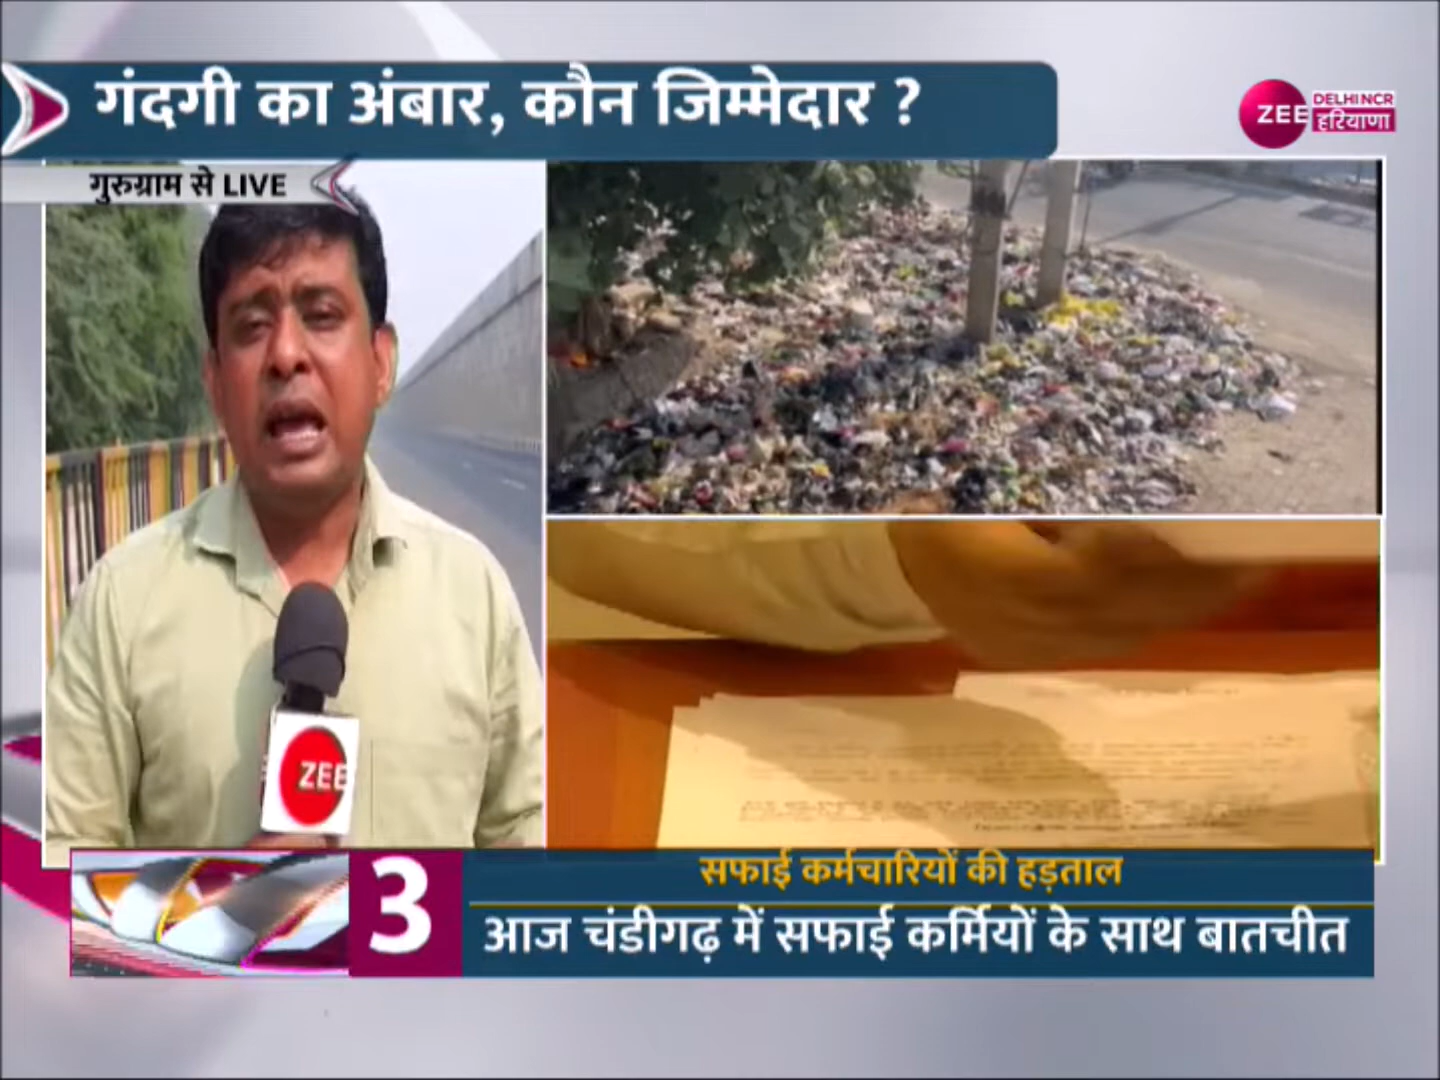 गंदगी का अंबार, कौन जिम्मेदार ?
ZEE DELHI NCR
हरियाणा
गुरुग्राम से LIVE
ZEE
सफाई कर्मचारियों की हड़ताल
3
आज चंडीगढ़ में सफाई कर्मियों के साथ बातचीत